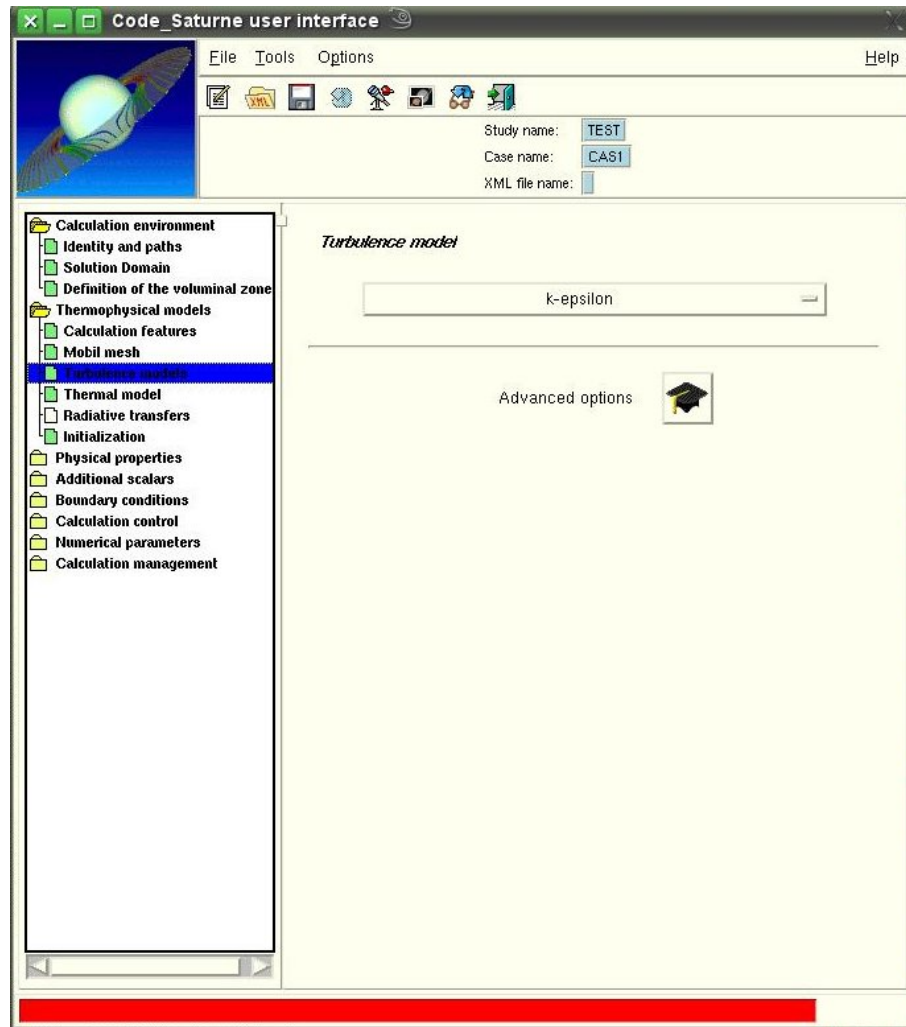 Code_Saturne user interface
File Tools Options Help
Study name: TEST
Case name: CAS1
XML file name:
Calculation environment
Identity and paths
Solution Domain
Definition of the voluminal zone
Thermophysical models
Calculation features
Mobil mesh
Turbulence models
Thermal model
Radiative transfers
Initialization
Physical properties
Additional scalars
Boundary conditions
Calculation control
Numerical parameters
Calculation management
Turbulence model
k-epsilon
Advanced options